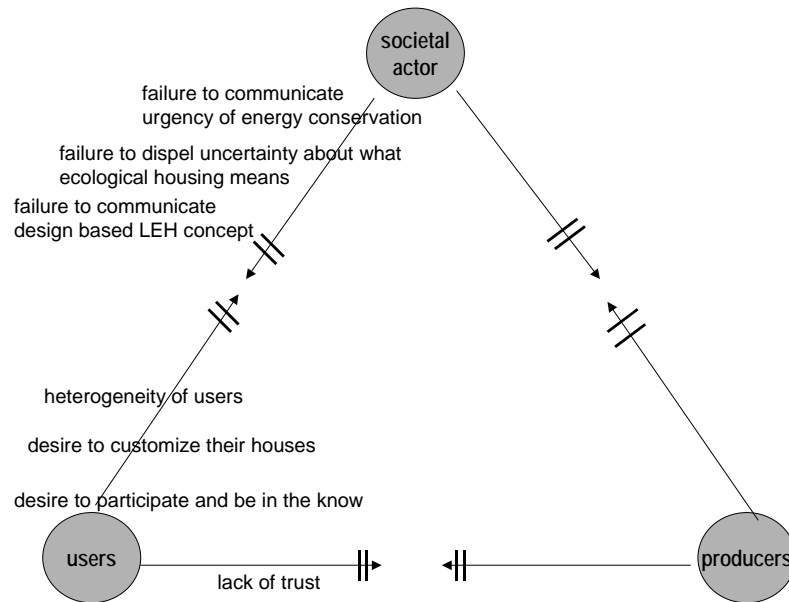 societal
actor
failure to communicate
urgency of energy conservation
failure to dispel uncertainty about what
ecological housing means
failure to communicate
design based LEH concept
heterogeneity of users
desire to customize their houses
desire to participate and be in the know
users
producers
lack of trust